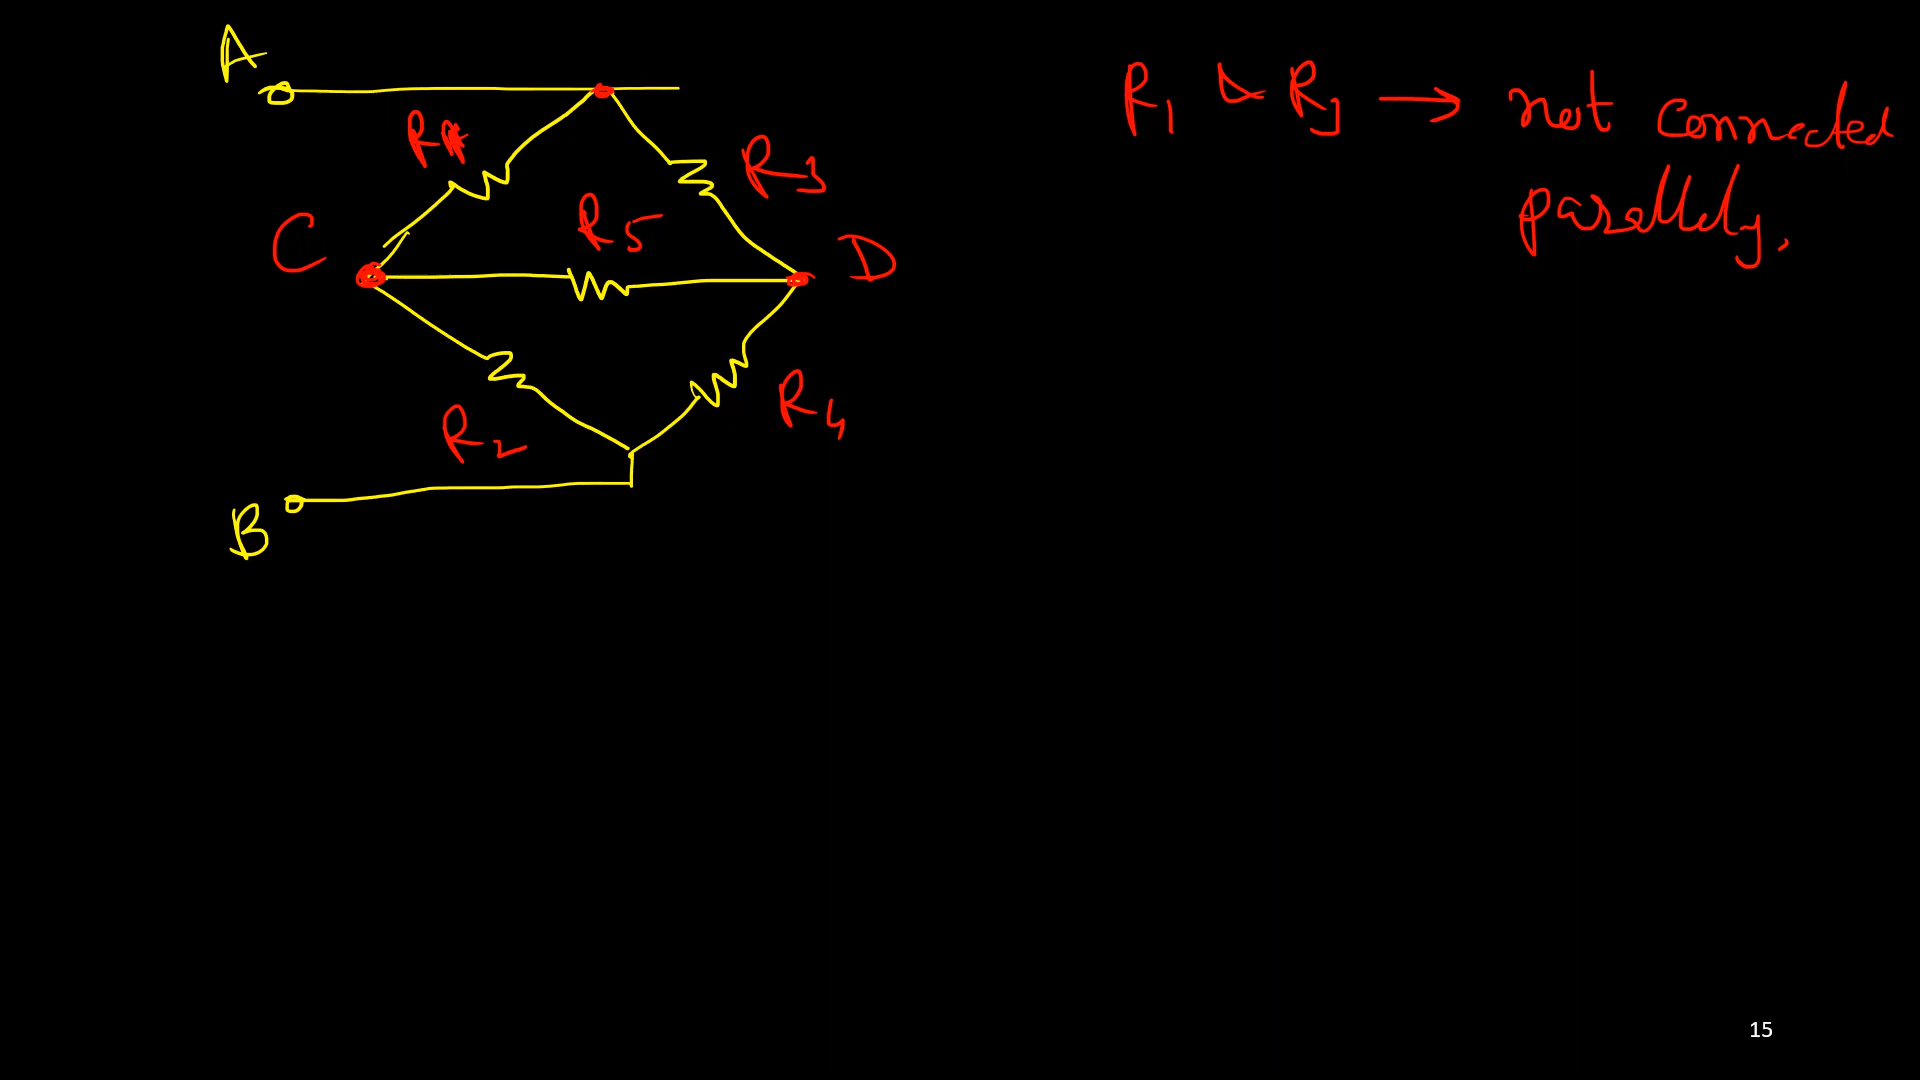 A
R1 & R3 → not connected
R1
R3
parallely.
R5
C
D
R4
R2
B
15